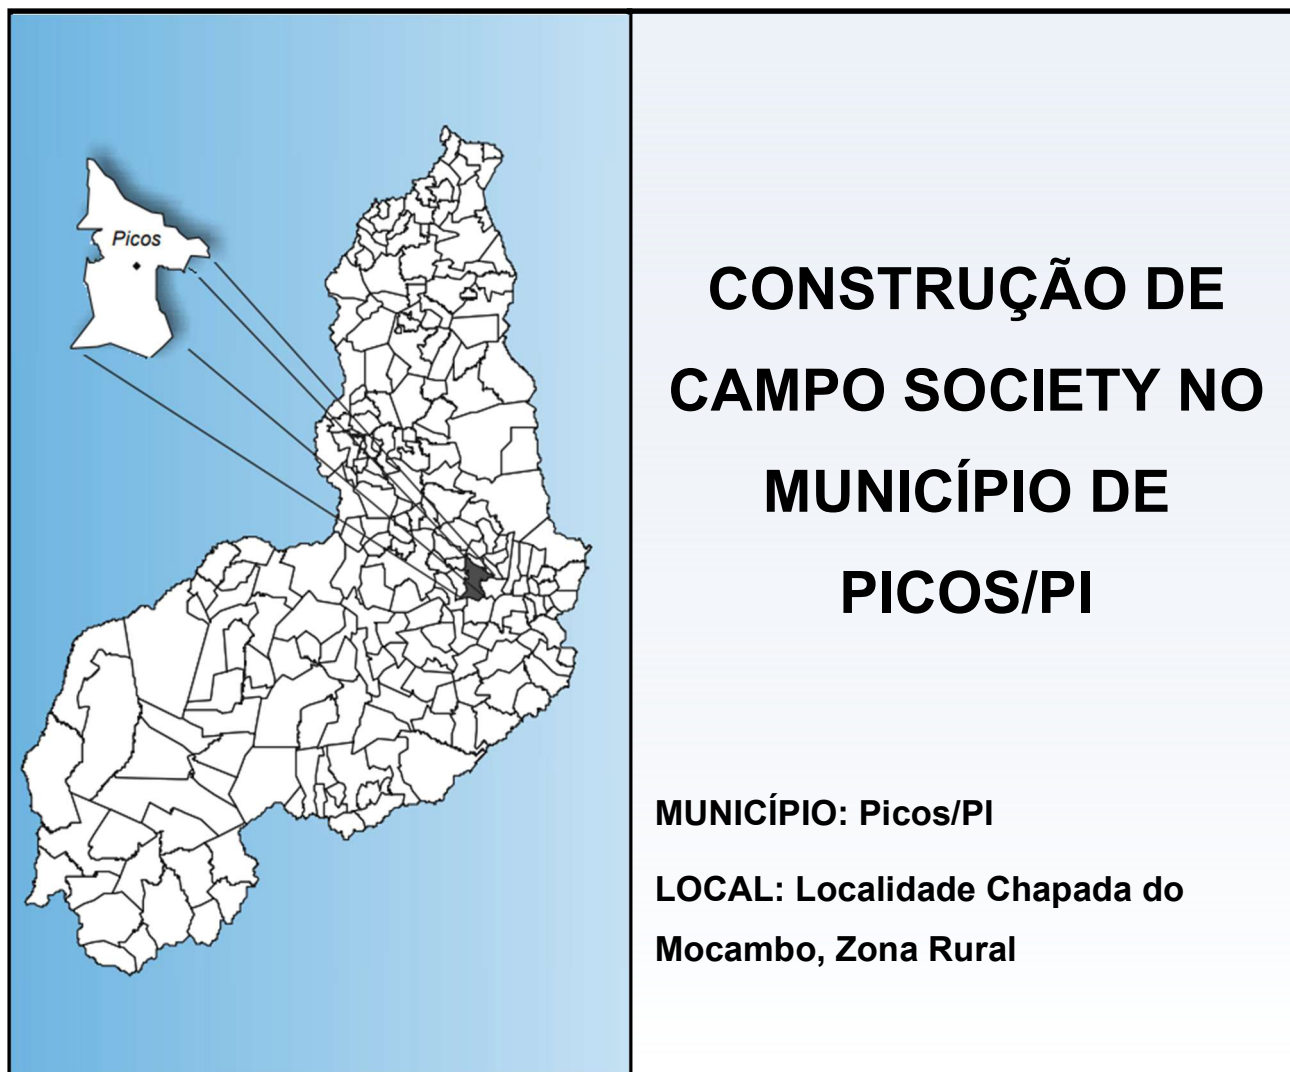 Picos
CONSTRUÇÃO DE
CAMPO SOCIETY NO
MUNICÍPIO DE
PICOS/PI
MUNICÍPIO: Picos/PI
LOCAL: Localidade Chapada do
Mocambo, Zona Rural